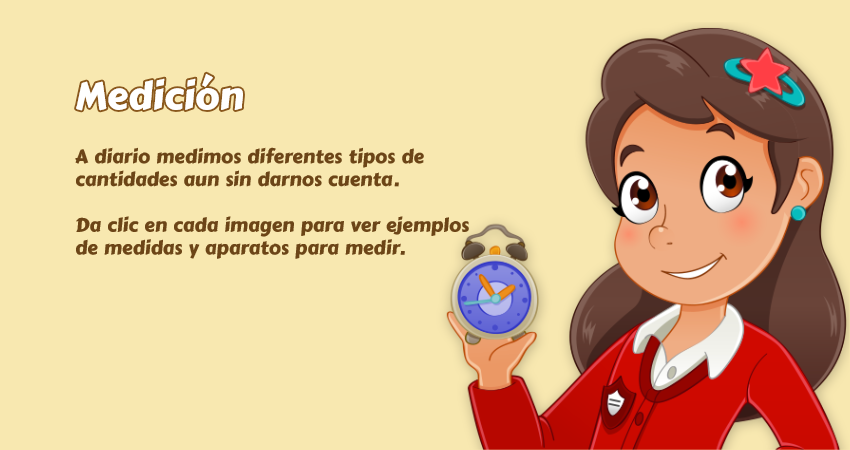 Medición
A diario medimos diferentes tipos de
cantidades aun sin darnos cuenta.
Da clic en cada imagen para ver ejemplos
de medidas y aparatos para medir.